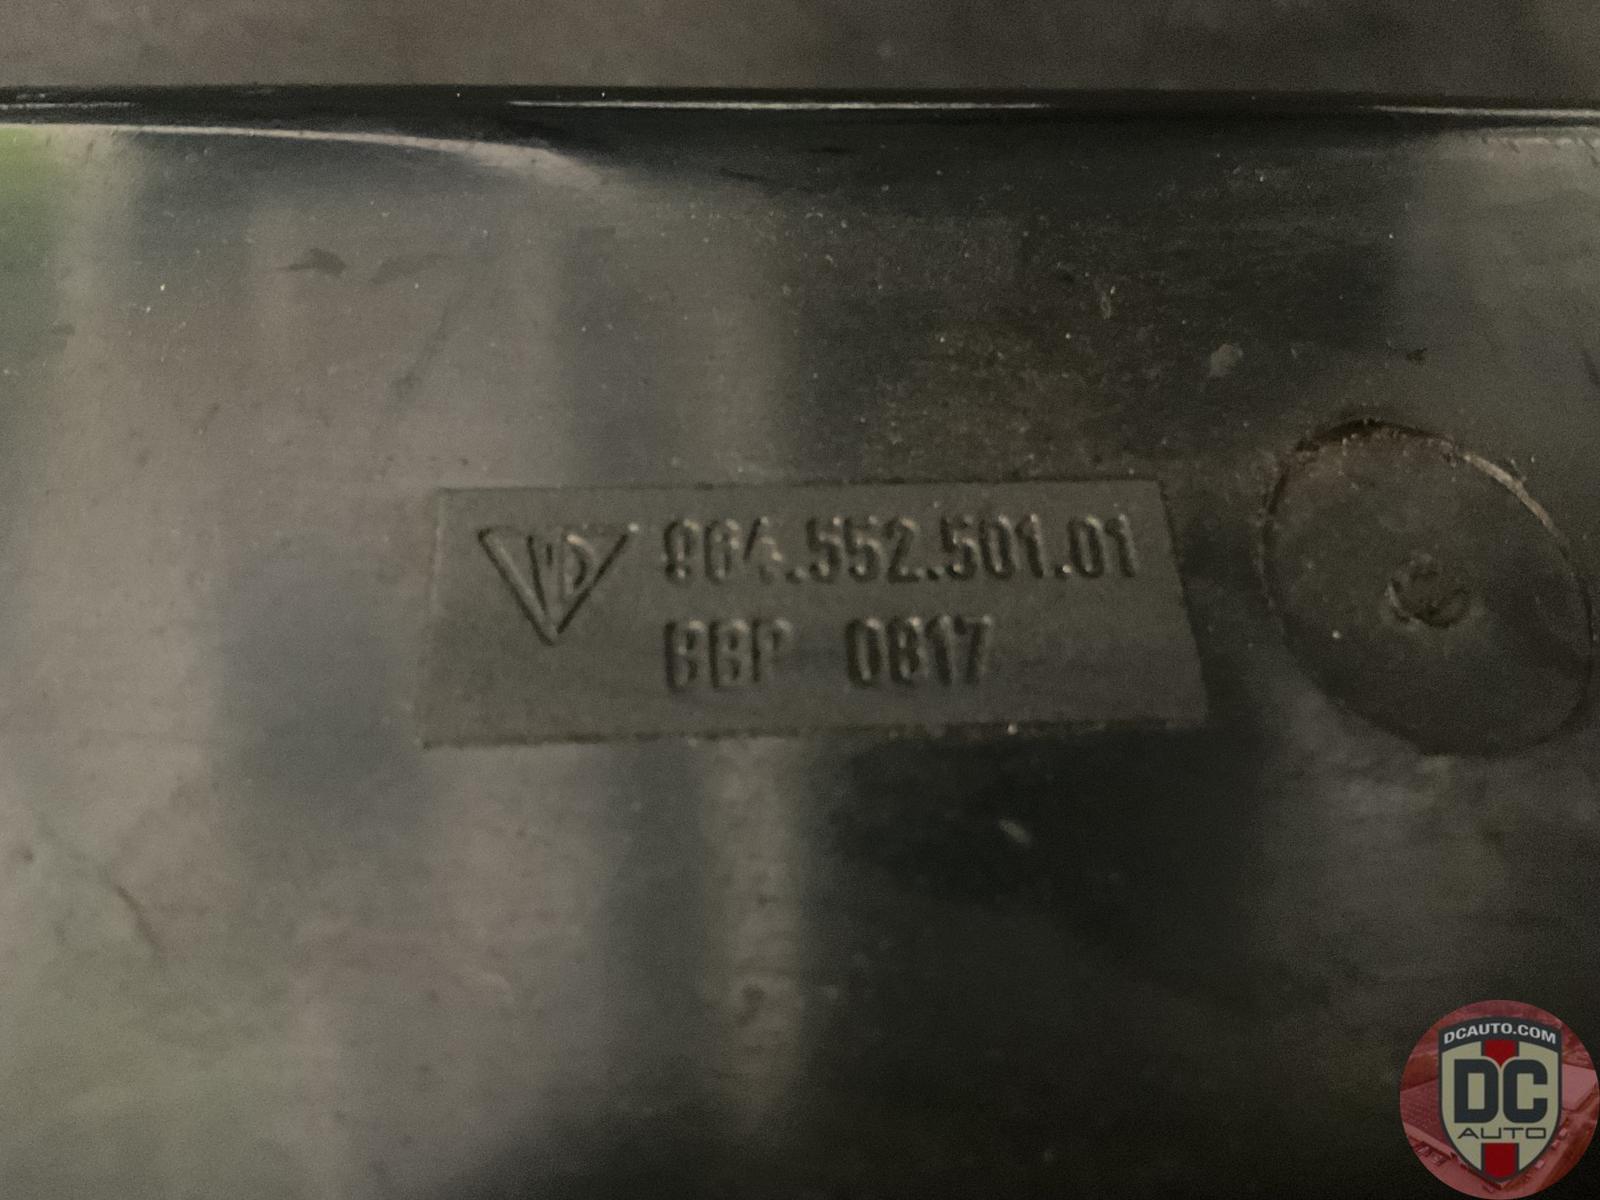 964.552.501.01
BBP 0817
DCAUTO.COM
DC
AUTO